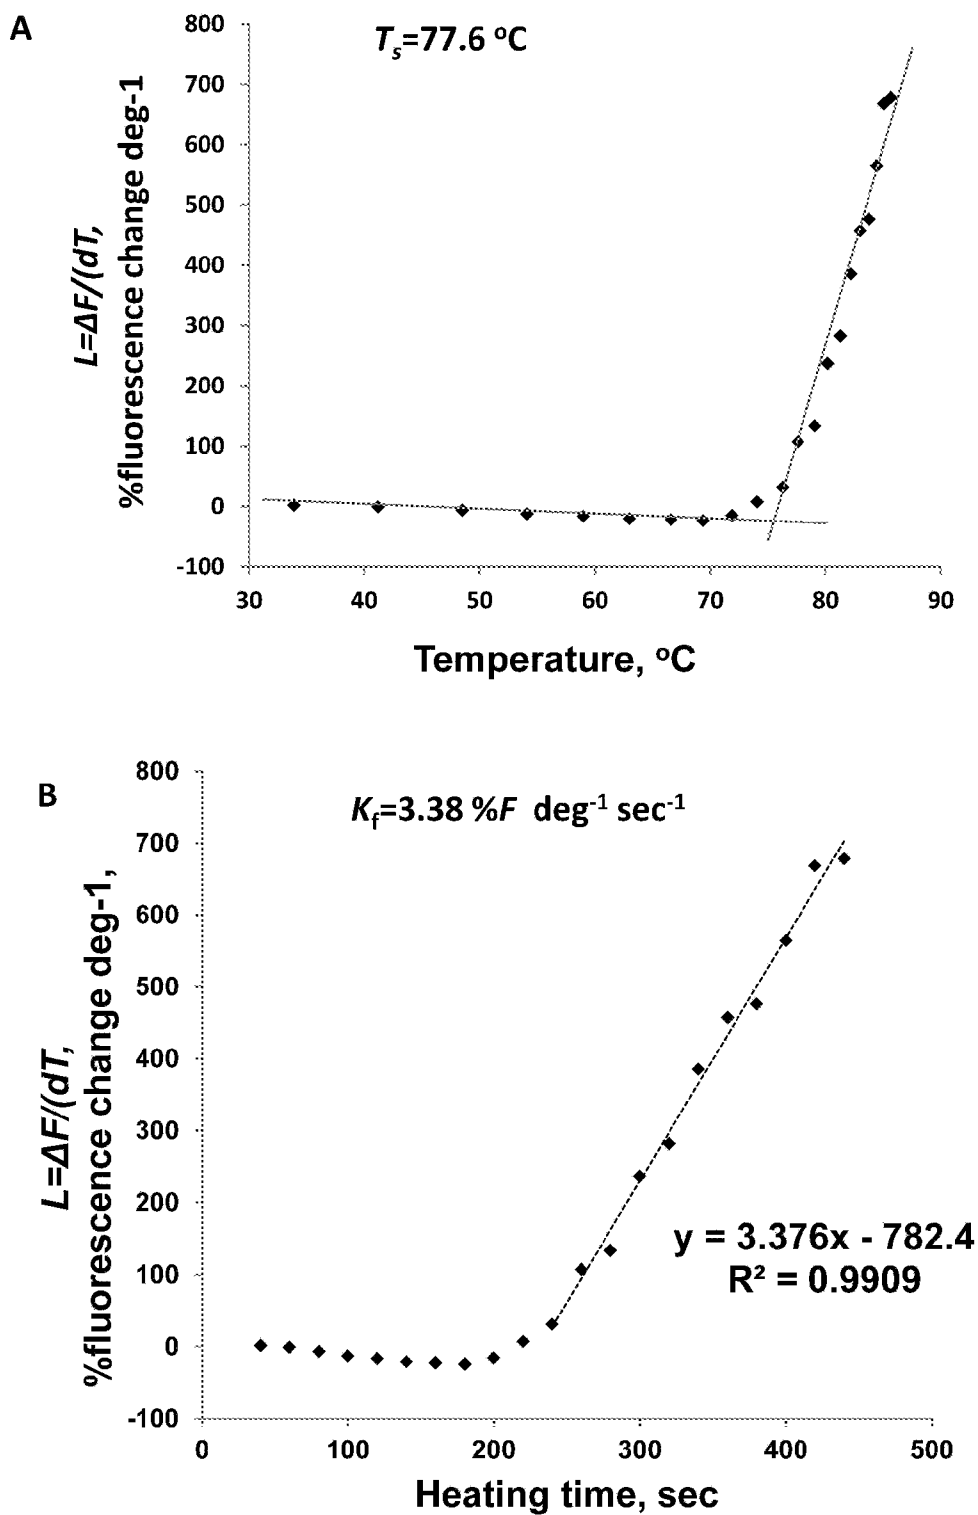 A
Ts=77.6 oC
L=ΔF/(dT,
%fluorescence change deg-1
800
700
600
500
400
300
200
100
0
-100
30 40 50 60 70 80 90
Temperature, oC
B
Kf=3.38 %F deg-1 sec-1
L=ΔF/(dT,
%fluorescence change deg-1,
800
700
600
500
400
300
200
100
0
-100
y = 3.376x - 782.4
R² = 0.9909
0 100 200 300 400 500
Heating time, sec